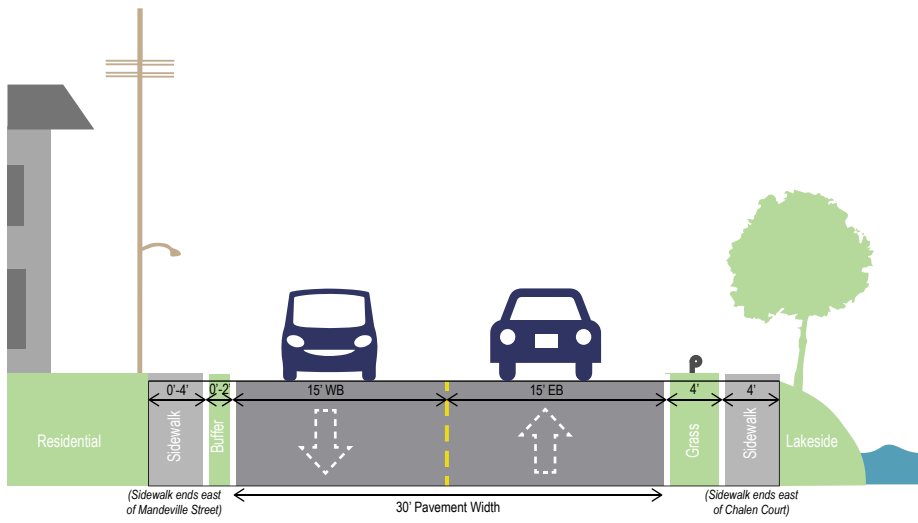 0'-4'
0'-2'
15' WB
15' EB
4'
4'
Residential
Sidewalk
Buffer
Grass
Sidewalk
Lakeside
(Sidewalk ends east
of Mandeville Street)
30' Pavement Width
(Sidewalk ends east
of Chalen Court)